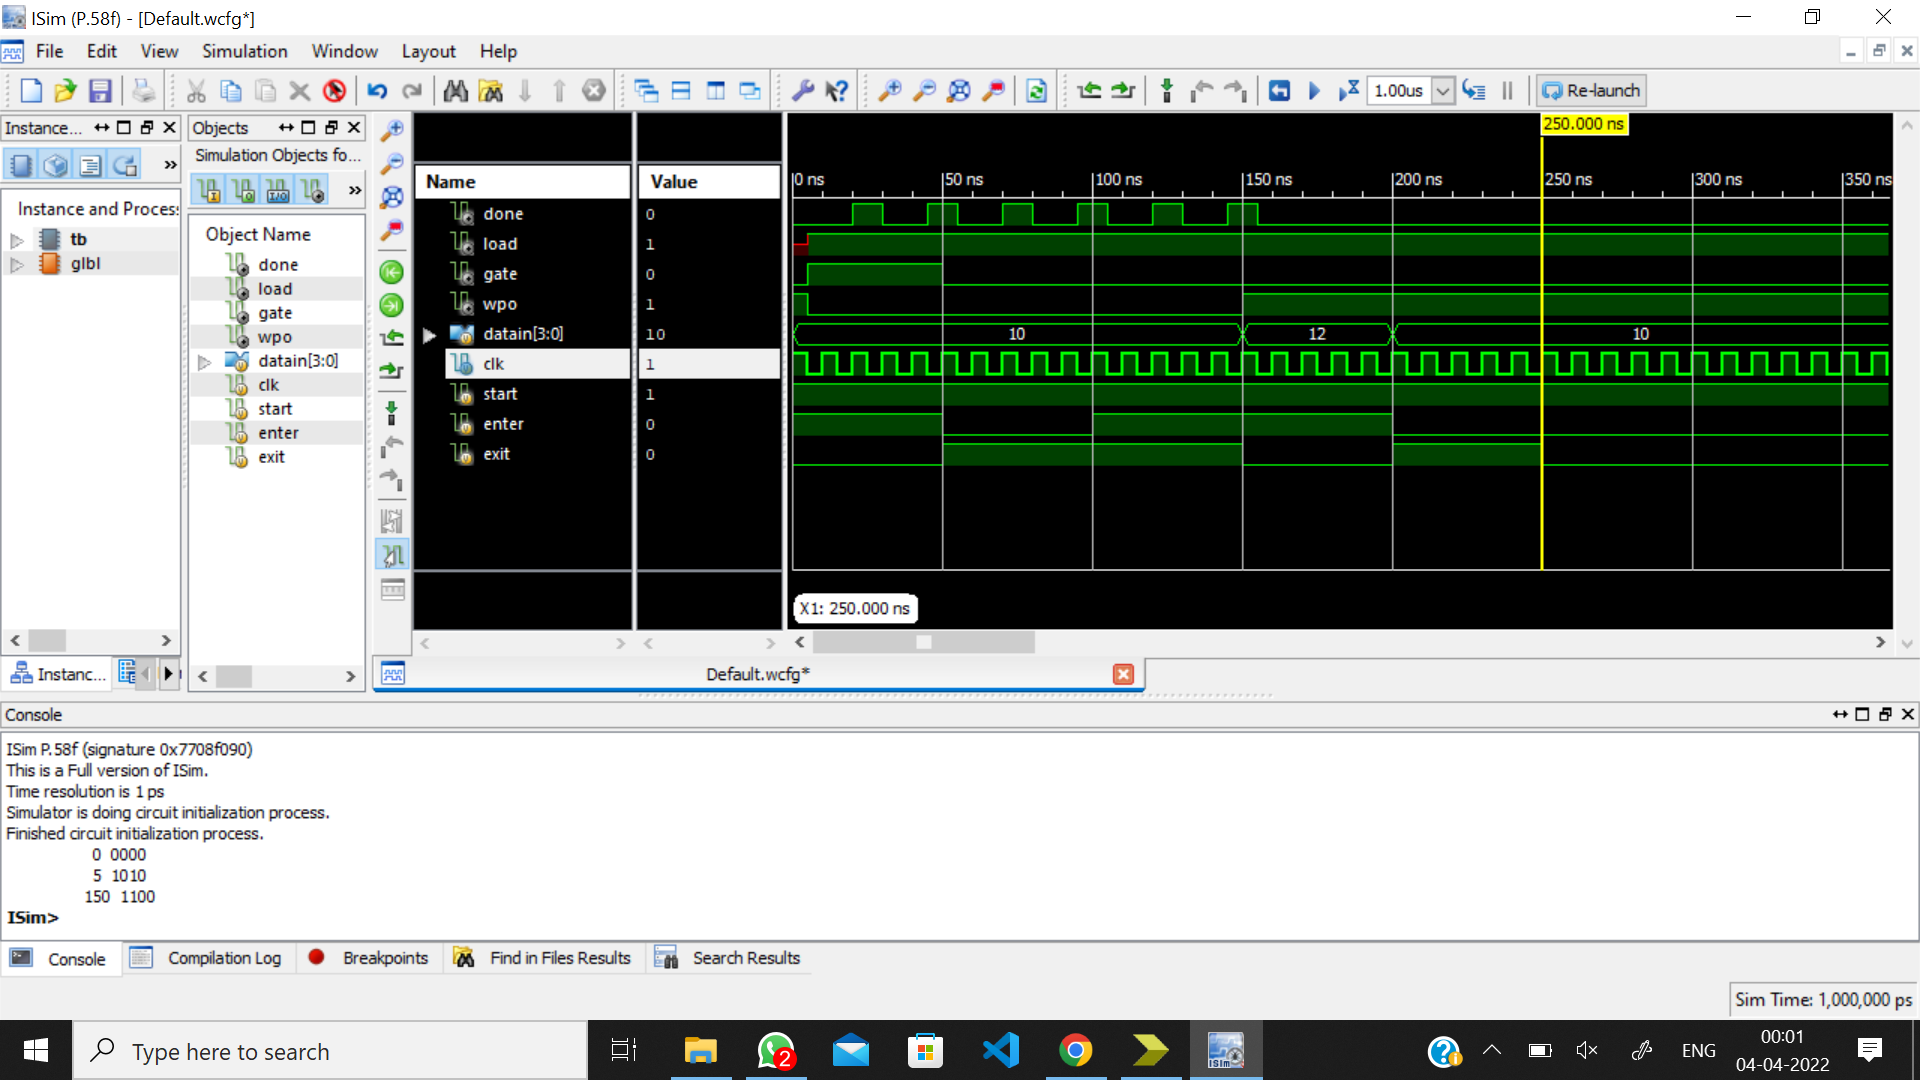 ISim (P.58f) - [Default.wcfg*]
File Edit View Simulation Window Layout Help
1.00us
Re-launch
Instance...
Objects
Simulation Objects fo...
Instance and Proces
tb
glbl
Object Name
done
load
gate
wpo
datain[3:0]
clk
start
enter
exit
Name
Value
done 0
load 1
gate 0
wpo 1
datain[3:0] 10
clk 1
start 1
enter 0
exit 0
250.000 ns
0 ns 50 ns 100 ns 150 ns 200 ns 250 ns 300 ns 350 ns
10 12 10
X1: 250.000 ns
Instanc...
Default.wcfg*
Console
ISim P.58f (signature 0x7708f090)
This is a Full version of ISim.
Time resolution is 1 ps
Simulator is doing circuit initialization process.
Finished circuit initialization process.
0 0000
5 1010
150 1100
ISim>
Console Compilation Log Breakpoints Find in Files Results Search Results
Sim Time: 1,000,000 ps
Type here to search
2
ISim
ENG
00:01
04-04-2022